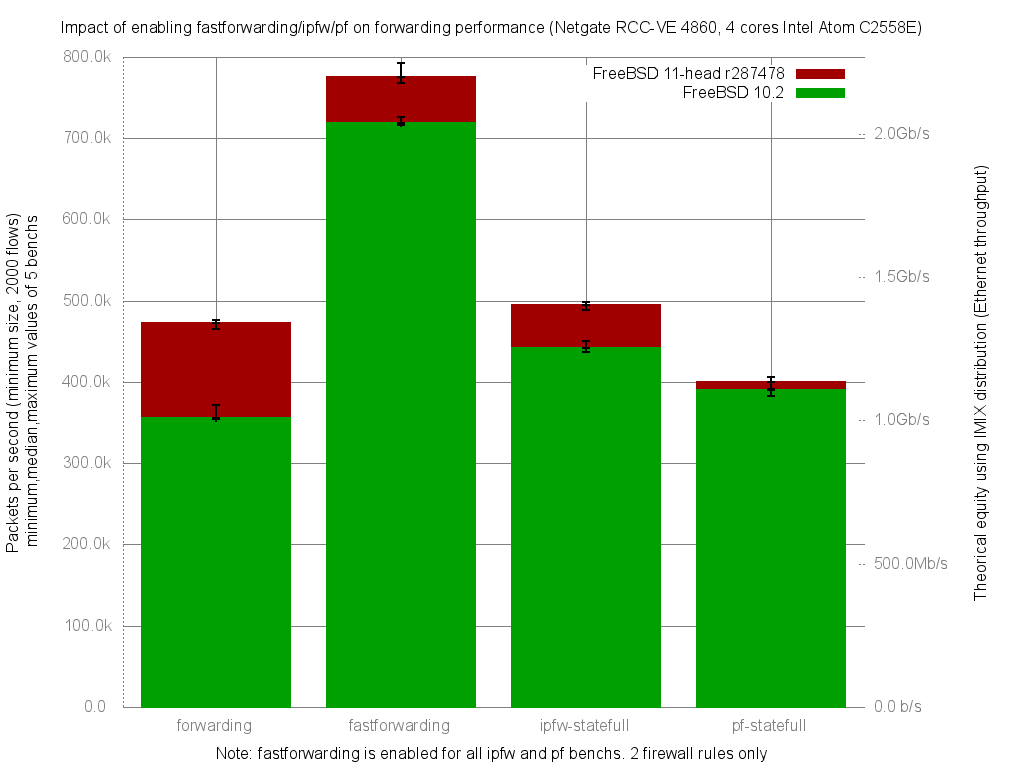 Impact of enabling fastforwarding/ipfw/pf on forwarding performance (Netgate RCC-VE 4860, 4 cores Intel Atom C2558E)
FreeBSD 11-head r287478
FreeBSD 10.2
Packets per second (minimum size, 2000 flows)
minimum,median,maximum values of 5 benchs
800.0k
700.0k
600.0k
500.0k
400.0k
300.0k
200.0k
100.0k
0.0
2.0Gb/s
1.5Gb/s
1.0Gb/s
500.0Mb/s
0.0 b/s
Theorical equity using IMIX distribution (Ethernet throughput)
forwarding
fastforwarding
ipfw-statefull
pf-statefull
Note: fastforwarding is enabled for all ipfw and pf benchs. 2 firewall rules only